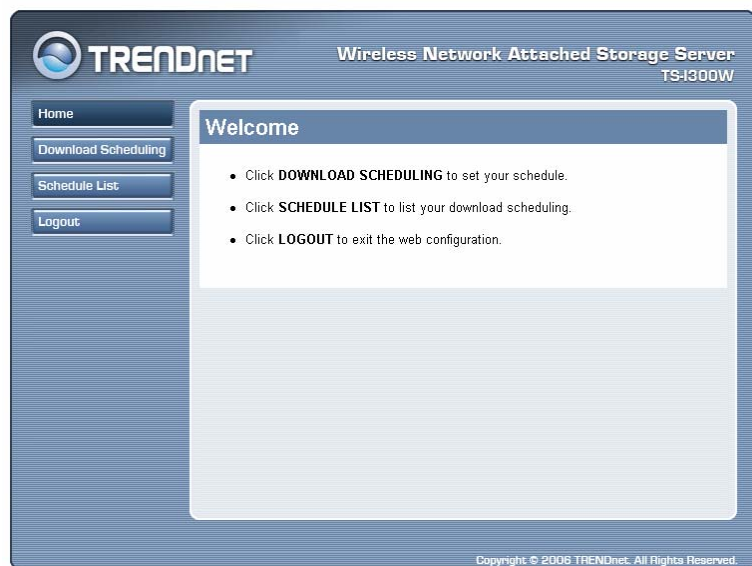 TRENDnet
Wireless Network Attached Storage Server
TS-I300W
Home
Download Scheduling
Schedule List
Logout
Welcome
• Click DOWNLOAD SCHEDULING to set your schedule.
• Click SCHEDULE LIST to list your download scheduling.
• Click LOGOUT to exit the web configuration.
Copyright © 2006 TRENDnet. All Rights Reserved.